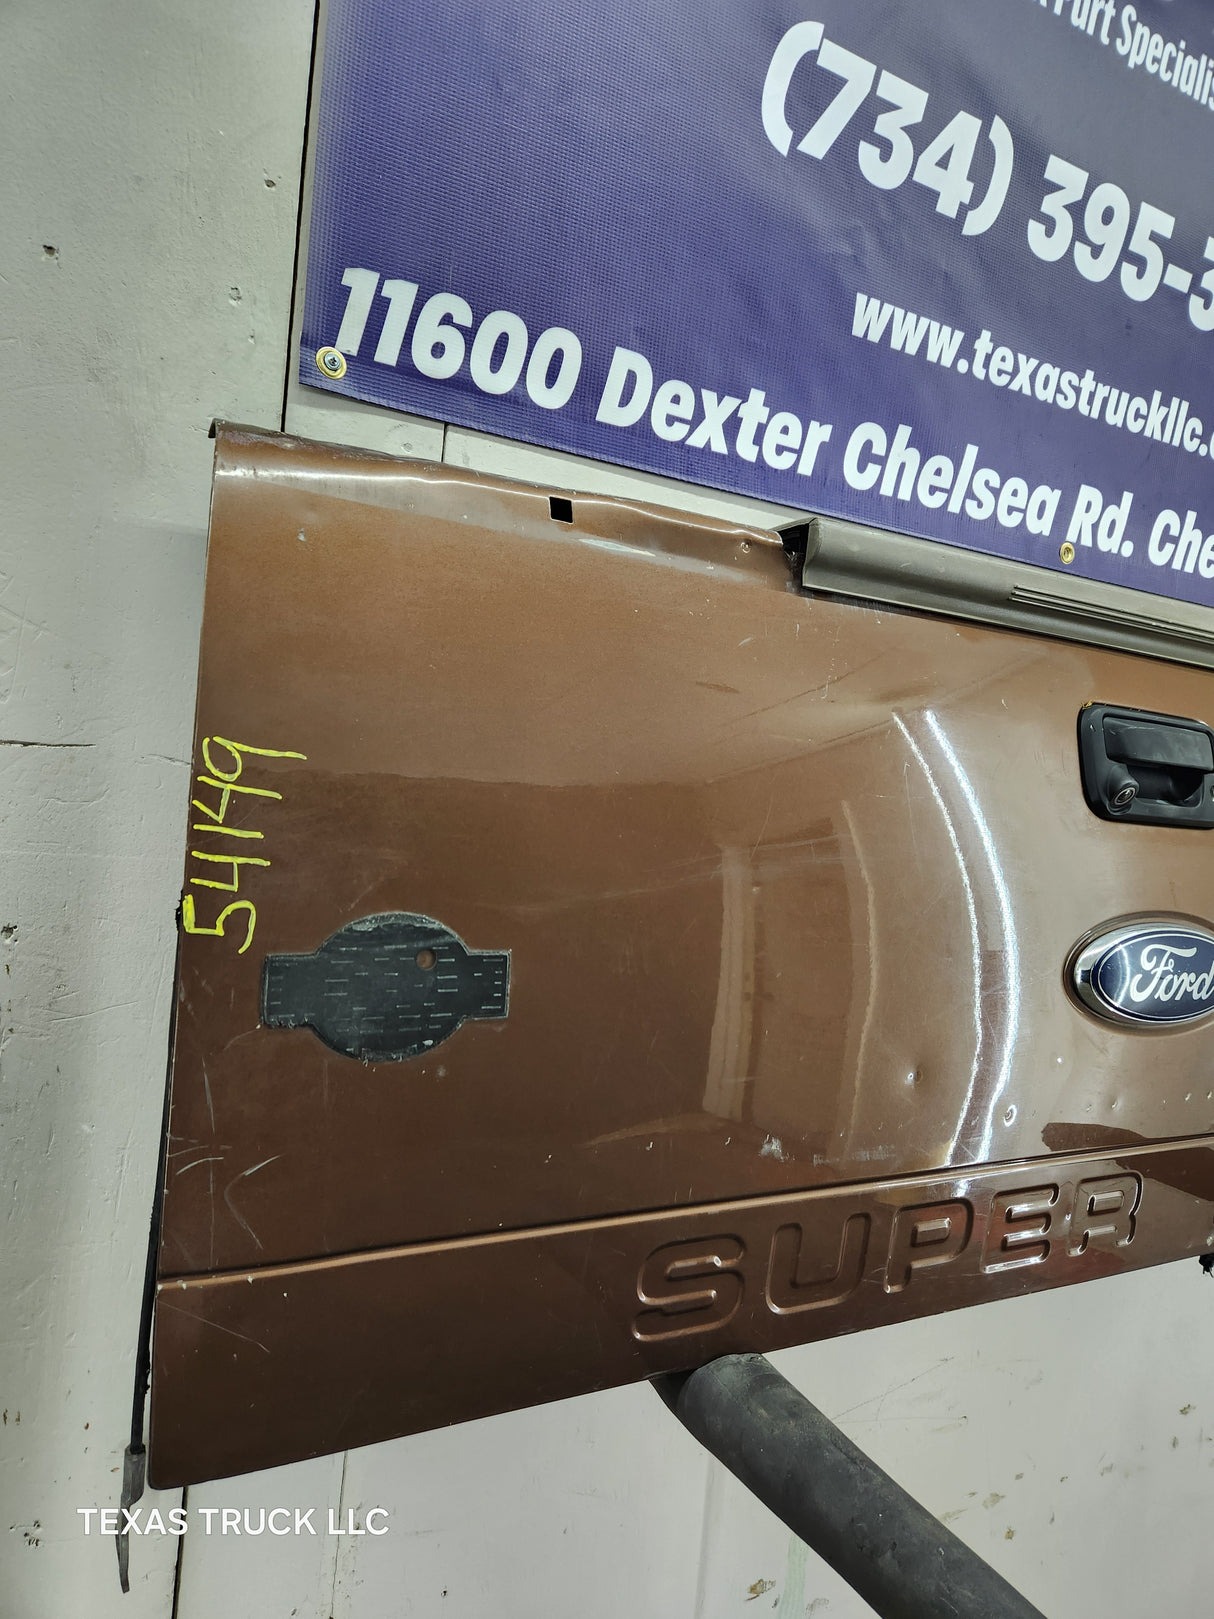 Part Specialis
(734) 395-3
www.texastruckllc.c
11600 Dexter Chelsea Rd. Che
54149
Ford
SUPER
TEXAS TRUCK LLC